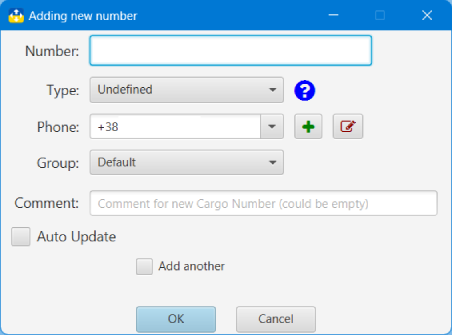 Adding new number
Number:
Type: Undefined ?
Phone: +38
Group: Default
Comment: Comment for new Cargo Number (could be empty)
Auto Update
Add another
OK Cancel